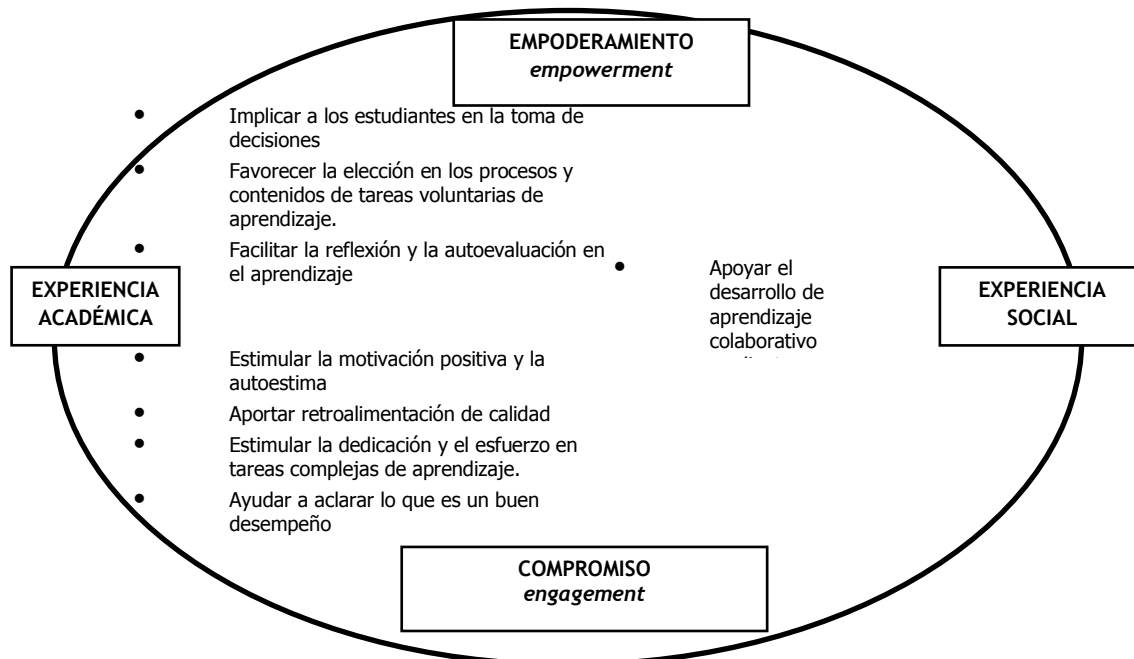 EMPODERAMIENTO
empowerment
• Implicar a los estudiantes en la toma de
decisiones
• Favorecer la elección en los procesos y
contenidos de tareas voluntarias de
aprendizaje.
• Facilitar la reflexión y la autoevaluación en
el aprendizaje
EXPERIENCIA
ACADÉMICA
• Apoyar el
desarrollo de
aprendizaje
colaborativo
EXPERIENCIA
SOCIAL
• Estimular la motivación positiva y la
autoestima
• Aportar retroalimentación de calidad
• Estimular la dedicación y el esfuerzo en
tareas complejas de aprendizaje.
• Ayudar a aclarar lo que es un buen
desempeño
COMPROMISO
engagement